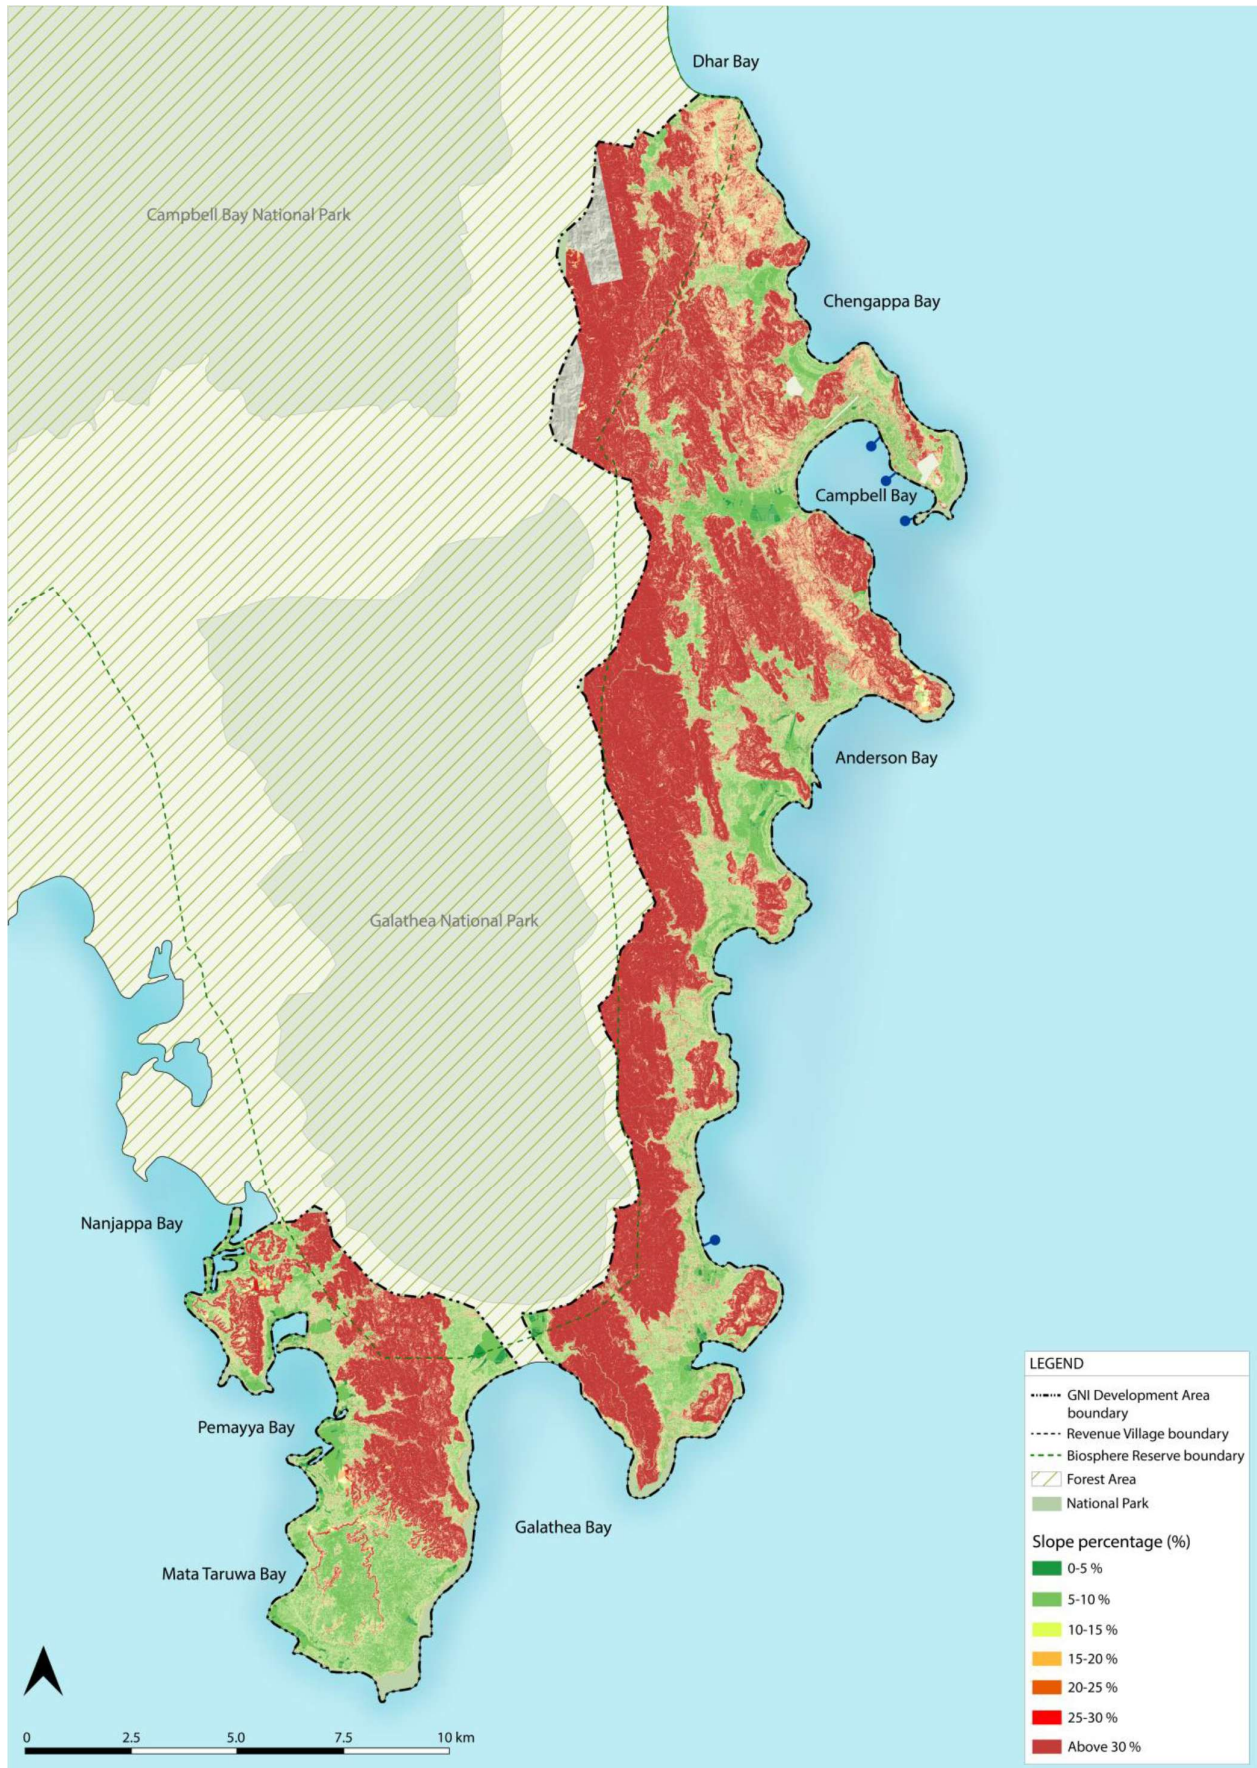 Dhar Bay
Campbell Bay National Park
Chengappa Bay
Campbell Bay
Anderson Bay
Galathea National Park
Nanjappa Bay
Pemayya Bay
Galathea Bay
Mata Taruwa Bay
0 2.5 5.0 7.5 10 km
LEGEND
GNI Development Area
boundary
Revenue Village boundary
Biosphere Reserve boundary
Forest Area
National Park
Slope percentage (%)
0-5 %
5-10 %
10-15 %
15-20 %
20-25 %
25-30 %
Above 30 %